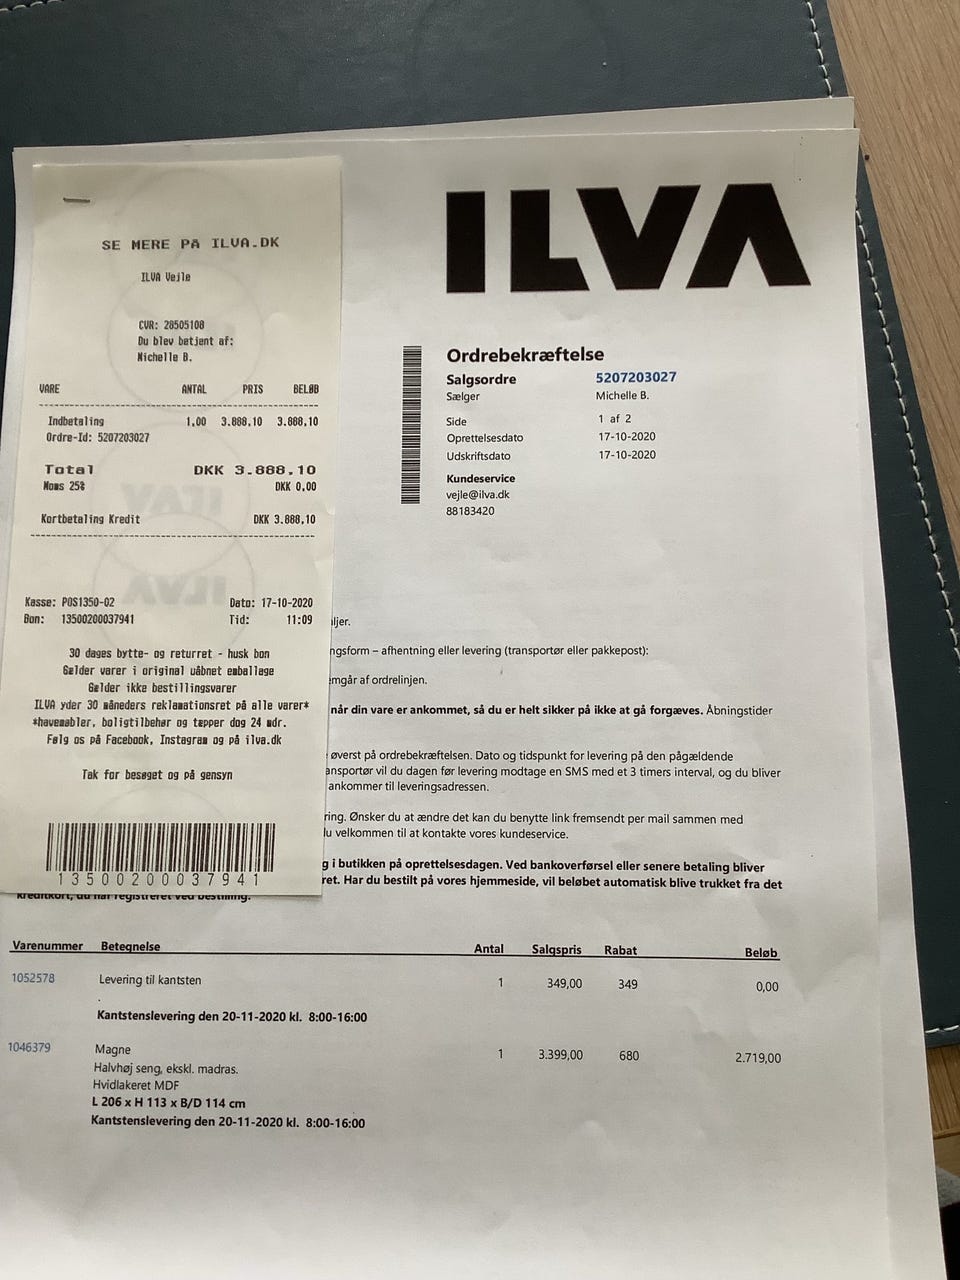 SE MERE PÅ ILVA.DK
ILVA Vejle
CVR: 28505108
Du blev betjent af:
Michelle B.
VARE ANTAL PRIS BELØB
Indbetaling 1,00 3.888,10 3.888,10
Ordre-Id: 5207203027
Total DKK 3.888,10
Moms 25% DKK 0,00
Kortbetaling Kredit DKK 3.888,10
Kasse: POS1350-02 Dato: 17-10-2020
Bon: 13500200037941 Tid: 11:09
30 dages bytte- og returret - husk bon
Gælder varer i original uåbnet emballage
Gælder ikke bestillingsvarer
ILVA yder 30 måneders reklamationsret på alle varer*
*havemøbler, boligtilbehør og tæpper dog 24 mdr.
Følg os på Facebook, Instagram og på ilva.dk
Tak for besøget og på gensyn
13500200037941
ILVA
Ordrebekræftelse
Salgsordre 5207203027
Sælger Michelle B.
Side 1 af 2
Oprettelsesdato 17-10-2020
Udskriftsdato 17-10-2020
Kundeservice
vejle@ilva.dk
88183420
ljer.
ngsform – afhentning eller levering (transportør eller pakkepost):
mgår af ordrelinjen.
når din vare er ankommet, så du er helt sikker på ikke at gå forgæves. Åbningstider
øverst på ordrebekræftelsen. Dato og tidspunkt for levering på den pågældende
ansportør vil du dagen før levering modtage en SMS med et 3 timers interval, og du bliver
ankommer til leveringsadressen.
ring. Ønsker du at ændre det kan du benytte link fremsendt per mail sammen med
du velkommen til at kontakte vores kundeservice.
g i butikken på oprettelsesdagen. Ved bankoverførsel eller senere betaling bliver
ret. Har du bestilt på vores hjemmeside, vil beløbet automatisk blive trukket fra det
kreditkort, du har registreret ved bestilling.
Varenummer Betegnelse Antal Salgspris Rabat Beløb
1052578 Levering til kantsten 1 349,00 349 0,00
.
Kantstenslevering den 20-11-2020 kl. 8:00-16:00
1046379 Magne 1 3.399,00 680 2.719,00
Halvhøj seng, ekskl. madras.
Hvidlakeret MDF
L 206 x H 113 x B/D 114 cm
Kantstenslevering den 20-11-2020 kl. 8:00-16:00